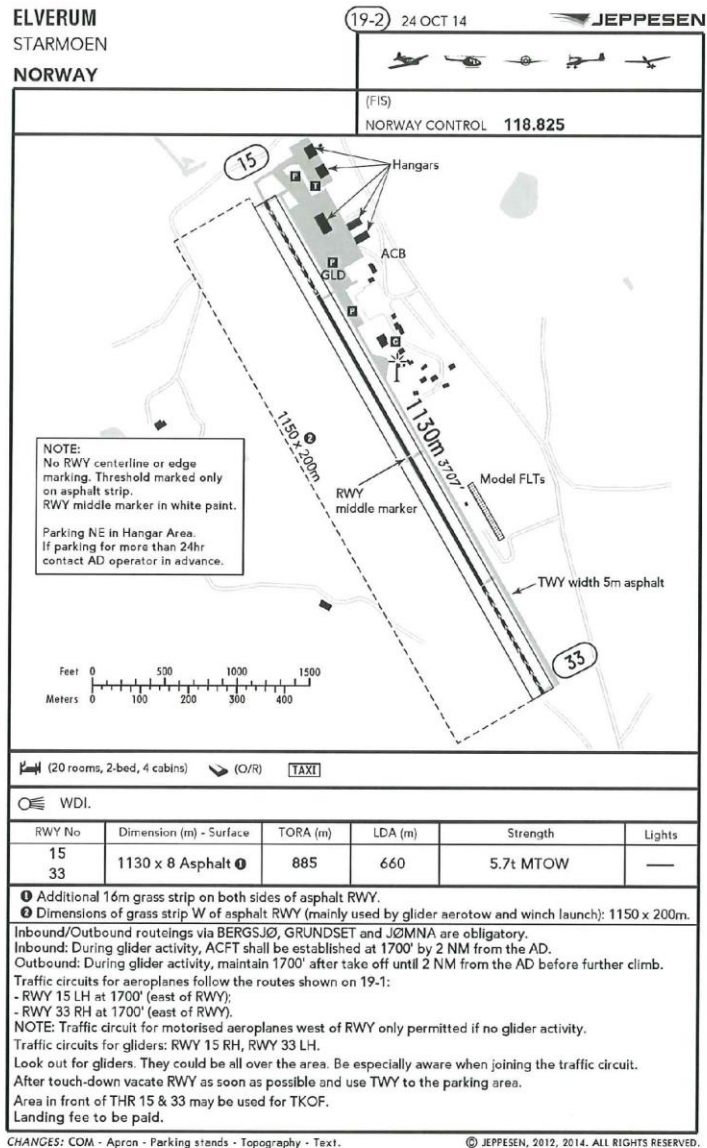 ELVERUM
STARMOEN
NORWAY
19-2 24 OCT 14
JEPPESEN
(FIS)
NORWAY CONTROL 118.825
15
Hangars
P
T
ACB
P
GLD
P
C
1150 x 200m ❷
1130m 3707'
NOTE:
No RWY centerline or edge
marking. Threshold marked only
on asphalt strip.
RWY middle marker in white paint.
Parking NE in Hangar Area.
If parking for more than 24hr
contact AD operator in advance.
RWY
middle marker
Model FLTs
TWY width 5m asphalt
33
Feet 0 500 1000 1500
Meters 0 100 200 300 400
(20 rooms, 2-bed, 4 cabins) (O/R) TAXI
WDI.
RWY No Dimension (m) - Surface TORA (m) LDA (m) Strength Lights
15
33
1130 x 8 Asphalt ❶ 885 660 5.7t MTOW —
❶ Additional 16m grass strip on both sides of asphalt RWY.
❷ Dimensions of grass strip W of asphalt RWY (mainly used by glider aerotow and winch launch): 1150 x 200m.
Inbound/Outbound routeings via BERGSJØ, GRUNDSET and JØMNA are obligatory.
Inbound: During glider activity, ACFT shall be established at 1700' by 2 NM from the AD.
Outbound: During glider activity, maintain 1700' after take off until 2 NM from the AD before further climb.
Traffic circuits for aeroplanes follow the routes shown on 19-1:
- RWY 15 LH at 1700' (east of RWY);
- RWY 33 RH at 1700' (east of RWY).
NOTE: Traffic circuit for motorised aeroplanes west of RWY only permitted if no glider activity.
Traffic circuits for gliders: RWY 15 RH, RWY 33 LH.
Look out for gliders. They could be all over the area. Be especially aware when joining the traffic circuit.
After touch-down vacate RWY as soon as possible and use TWY to the parking area.
Area in front of THR 15 & 33 may be used for TKOF.
Landing fee to be paid.
CHANGES: COM - Apron - Parking stands - Topography - Text.
© JEPPESEN, 2012, 2014. ALL RIGHTS RESERVED.